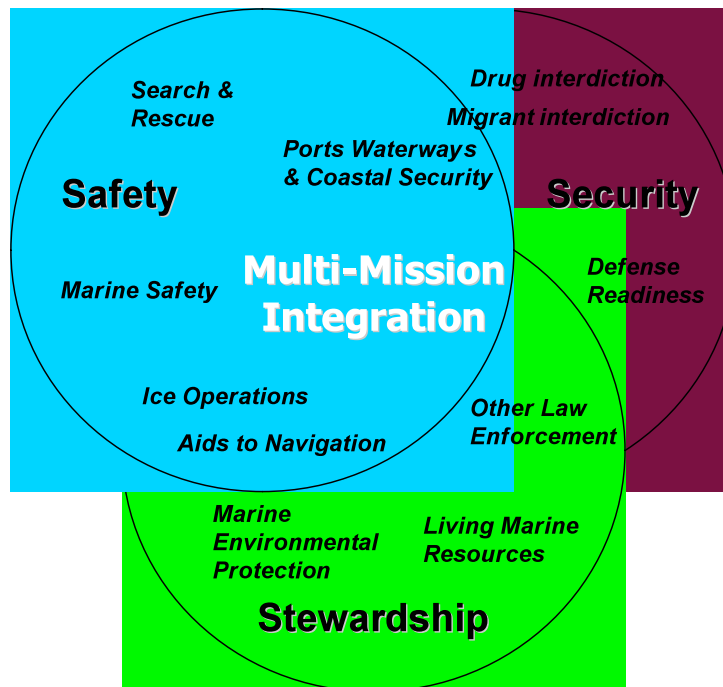 Search &
Rescue
Drug interdiction
Migrant interdiction
Ports Waterways
& Coastal Security
Safety
Security
Multi-Mission
Integration
Marine Safety
Defense
Readiness
Ice Operations
Aids to Navigation
Other Law
Enforcement
Marine
Environmental
Protection
Living Marine
Resources
Stewardship